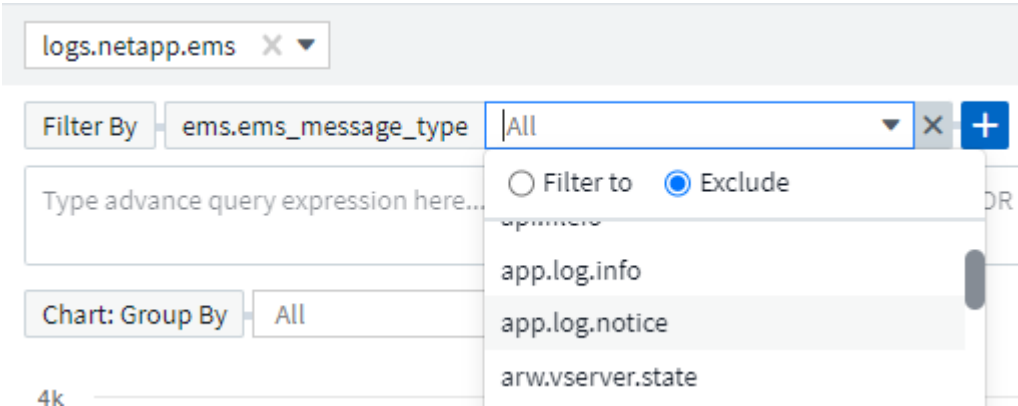 logs.netapp.ems
Filter By ems.ems_message_type All
Filter to Exclude
Type advance query expression here... OR
app.log.info
Chart: Group By All
app.log.notice
arw.vserver.state
4k